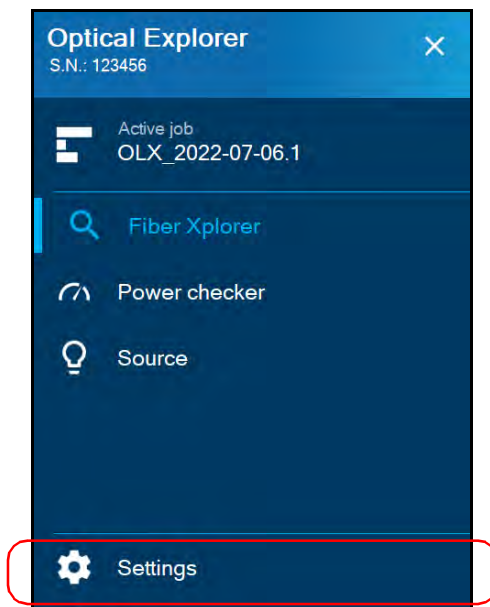 Optical Explorer
S.N.: 123456
Active job
OLX_2022-07-06.1
Fiber Xplorer
Power checker
Source
Settings